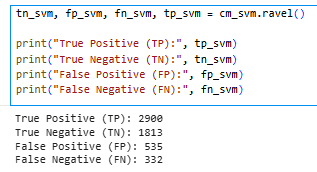 tn_svm, fp_svm, fn_svm, tp_svm = cm_svm.ravel()
print("True Positive (TP):", tp_svm)
print("True Negative (TN):", tn_svm)
print("False Positive (FP):", fp_svm)
print("False Negative (FN):", fn_svm)
True Positive (TP): 2900
True Negative (TN): 1813
False Positive (FP): 535
False Negative (FN): 332